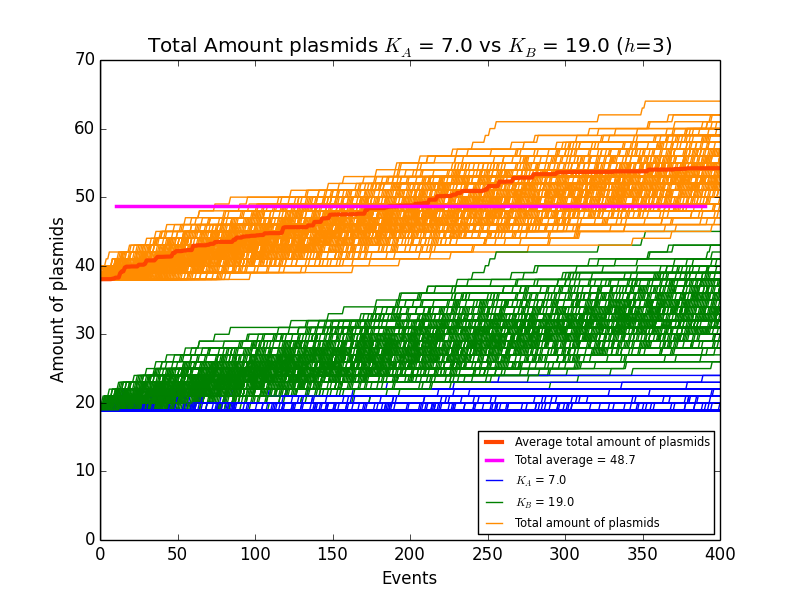 Total Amount plasmids K_A = 7.0 vs K_B = 19.0 (h=3)
70
60
50
40
30
20
10
0
Amount of plasmids
0 50 100 150 200 250 300 350 400
Events
Average total amount of plasmids
Total average = 48.7
K_A = 7.0
K_B = 19.0
Total amount of plasmids